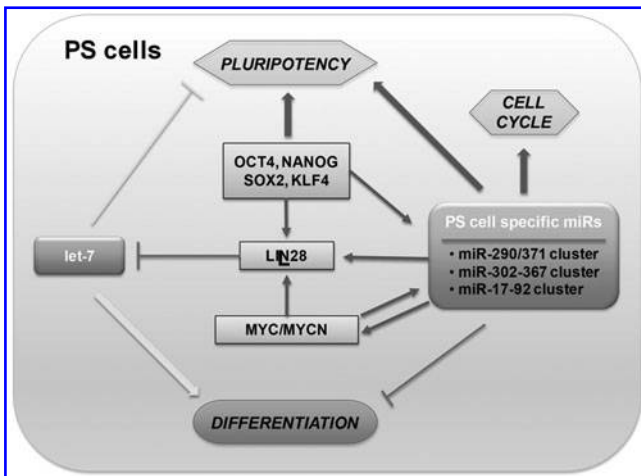 PS cells
PLURIPOTENCY
CELL
CYCLE
OCT4, NANOG
SOX2, KLF4
PS cell specific miRs
• miR-290/371 cluster
• miR-302-367 cluster
• miR-17-92 cluster
let-7
LIN28
MYC/MYCN
DIFFERENTIATION